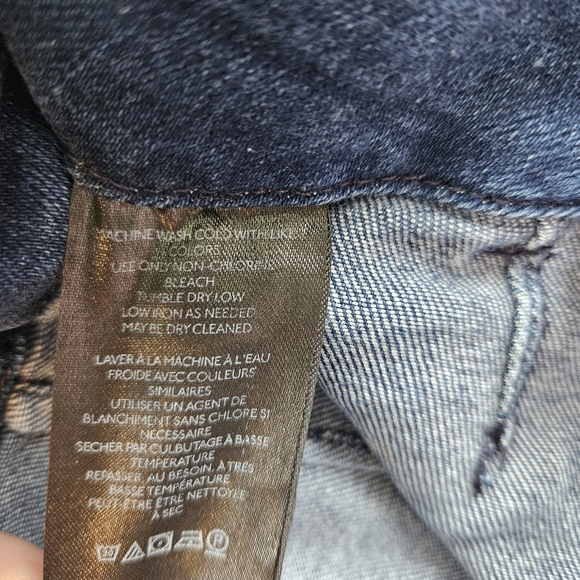 MACHINE WASH COLD WITH LIKE
COLORS
USE ONLY NON-CHLORINE
BLEACH
TUMBLE DRY LOW
LOW IRON AS NEEDED
MAY BE DRY CLEANED
LAVER À LA MACHINE À L'EAU
FROIDE AVEC COULEURS
SIMILAIRES
UTILISER UN AGENT DE
BLANCHIMENT SANS CHLORE SI
NECESSAIRE
SECHER PAR CULBUTAGE À BASSE
TEMPÉRATURE
REPASSER, AU BESOIN, À TRÈS
BASSE TEMPÉRATURE
PEUT-ÊTRE ÊTRE NETTOYÉE
À SEC